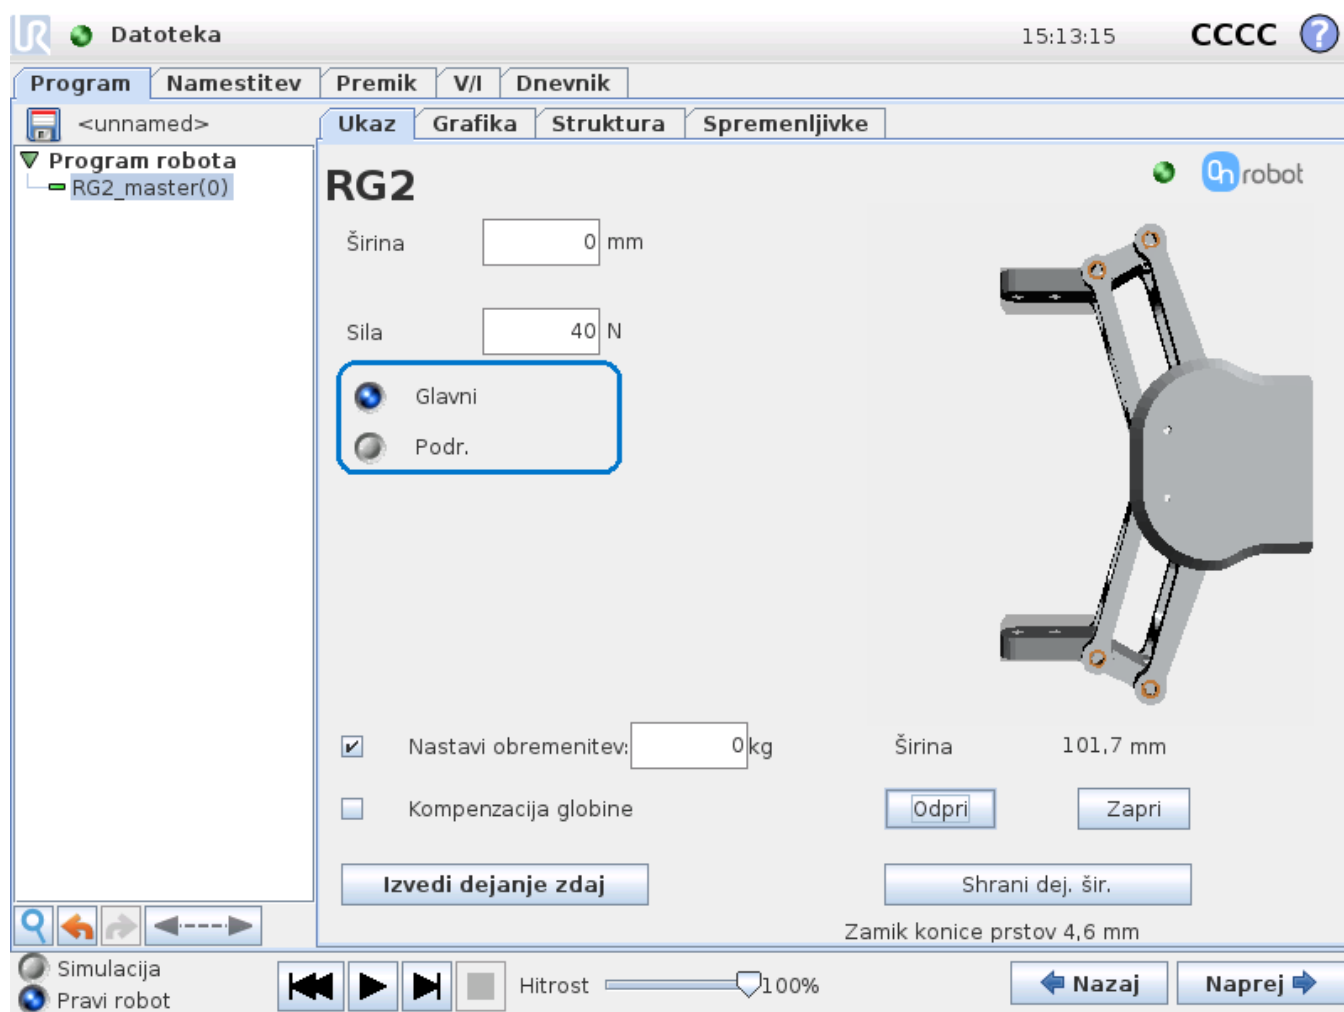 UR Datoteka 15:13:15 CCCC ?
Program Namestitev Premik V/I Dnevnik
<unnamed> Ukaz Grafika Struktura Spremenljivke
Program robota
RG2_master(0)
RG2
On robot
Širina 0 mm
Sila 40 N
Glavni
Podr.
Nastavi obremenitev: 0 kg Širina 101,7 mm
Kompenzacija globine Odpri Zapri
Izvedi dejanje zdaj Shrani dej. šir.
Zamik konice prstov 4,6 mm
Simulacija
Pravi robot
Hitrost 100% Nazaj Naprej